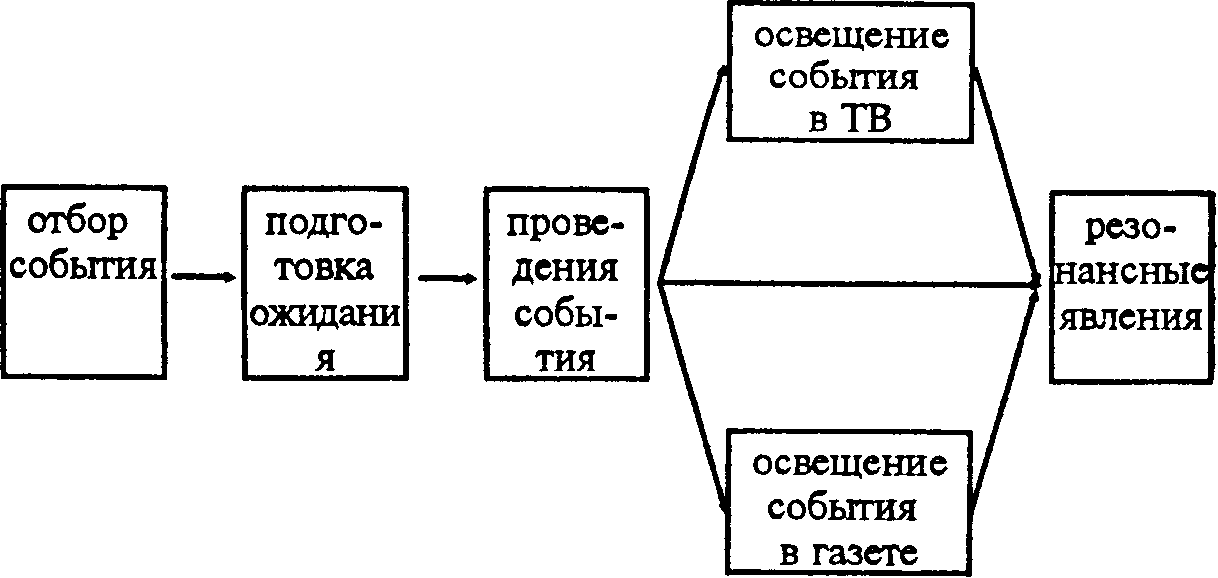 отбор
события
подго-
товка
ожидани
я
прове-
дения
собы-
тия
освещение
события
в ТВ
освещение
события
в газете
резо-
нансные
явления